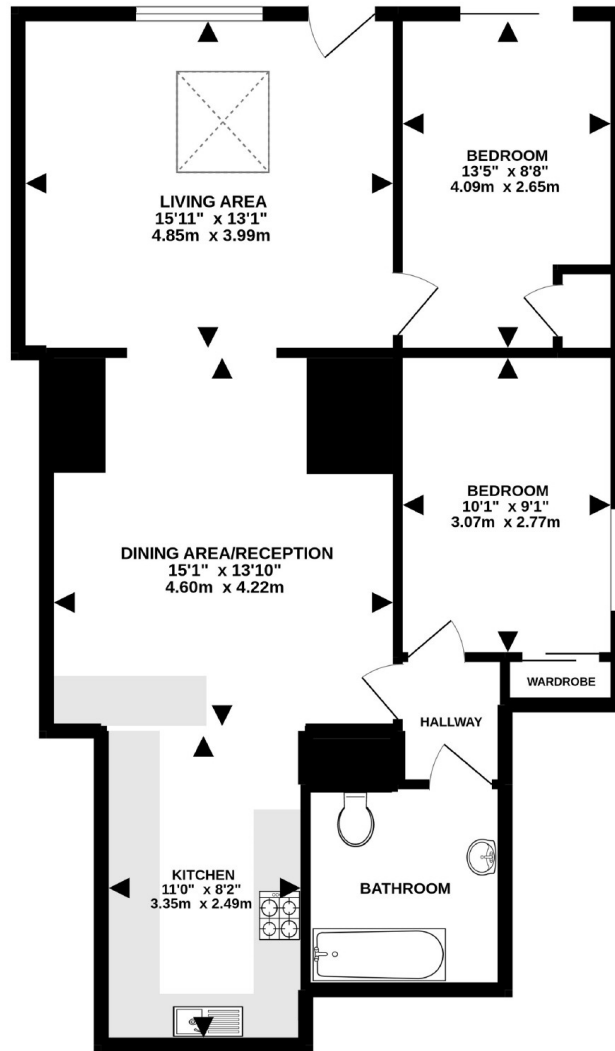 LIVING AREA
15'11" x 13'1"
4.85m x 3.99m
BEDROOM
13'5" x 8'8"
4.09m x 2.65m
BEDROOM
10'1" x 9'1"
3.07m x 2.77m
DINING AREA/RECEPTION
15'1" x 13'10"
4.60m x 4.22m
WARDROBE
HALLWAY
KITCHEN
11'0" x 8'2"
3.35m x 2.49m
BATHROOM